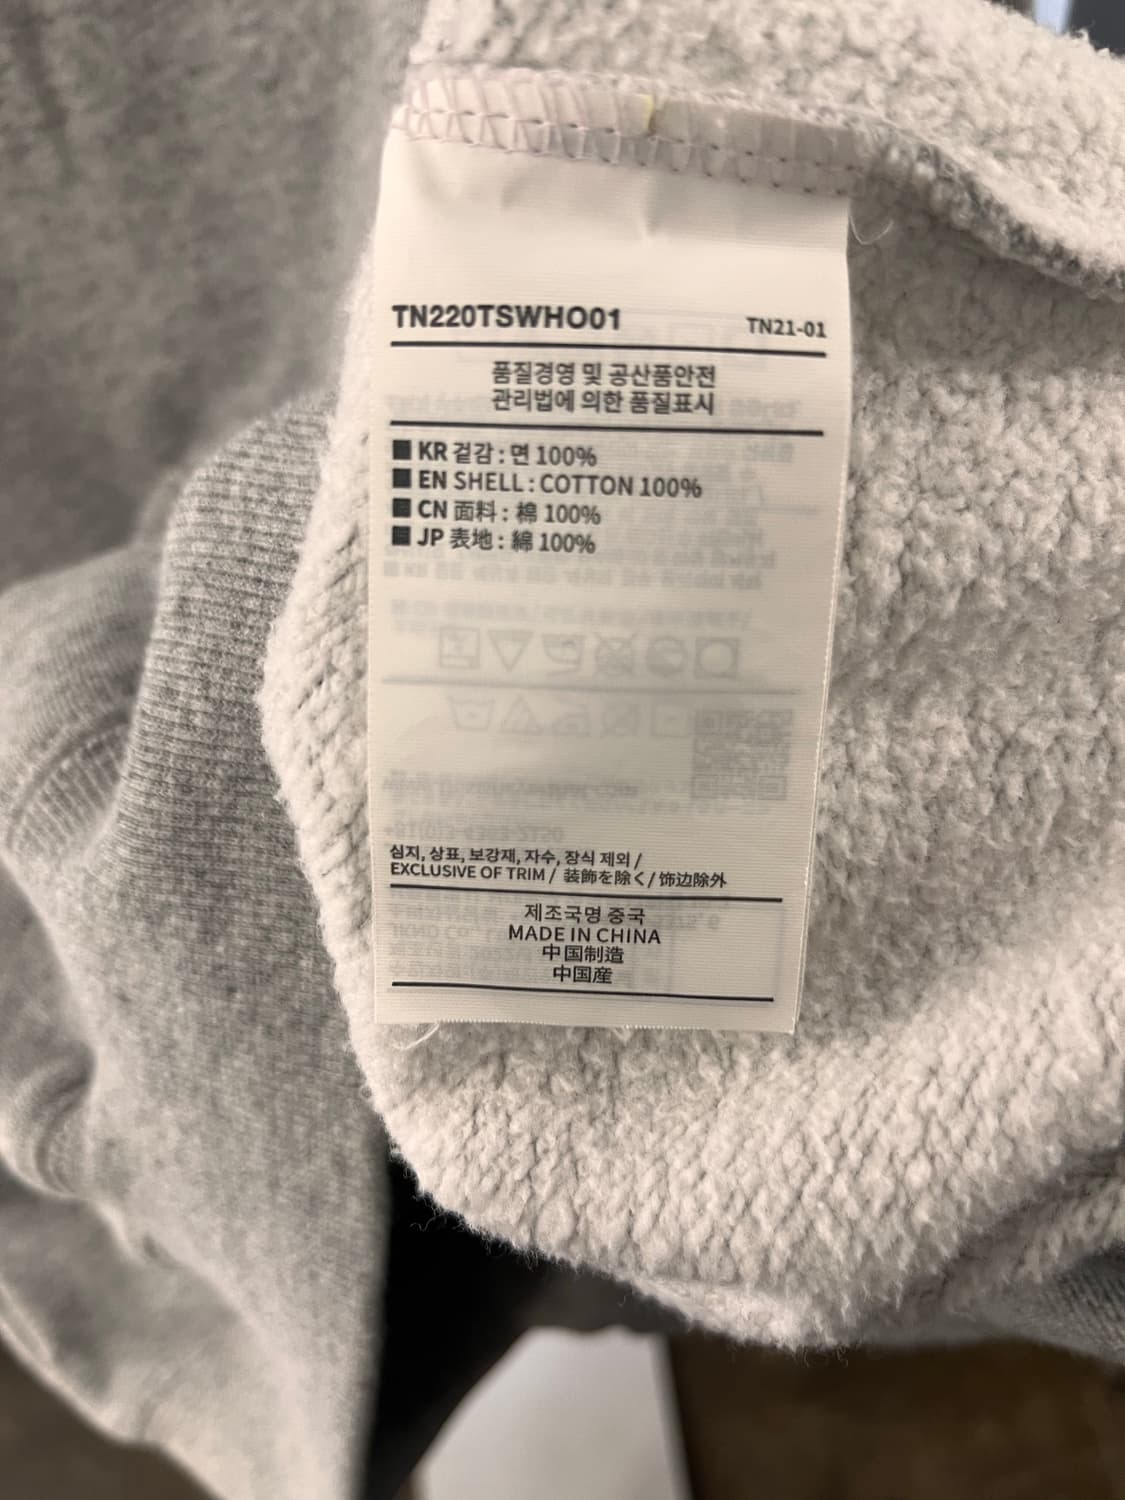 TN220TSWHO01
TN21-01
품질경영 및 공산품안전
관리법에 의한 품질표시
■ KR 겉감 : 면 100%
■ EN SHELL : COTTON 100%
■ CN 面料 : 棉 100%
■ JP 表地 : 綿 100%
심지, 상표, 보강재, 자수, 장식 제외 /
EXCLUSIVE OF TRIM / 装飾を除く / 饰边除外
제조국명 중국
MADE IN CHINA
中国制造
中国産